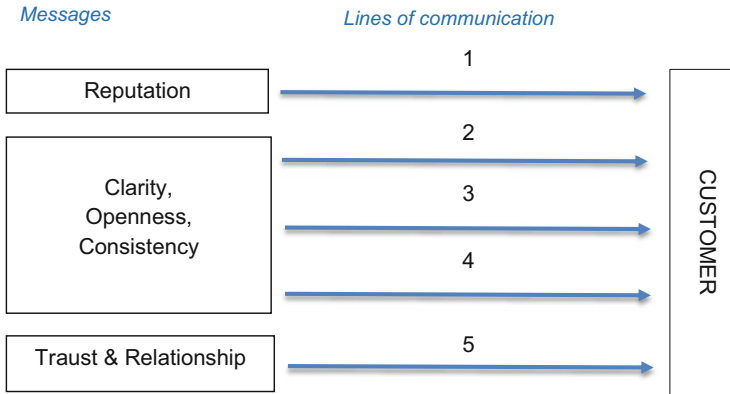 Messages
Lines of communication
1
Reputation
2
Clarity,
Openness,
Consistency
3
4
Traust & Relationship
5
CUSTOMER